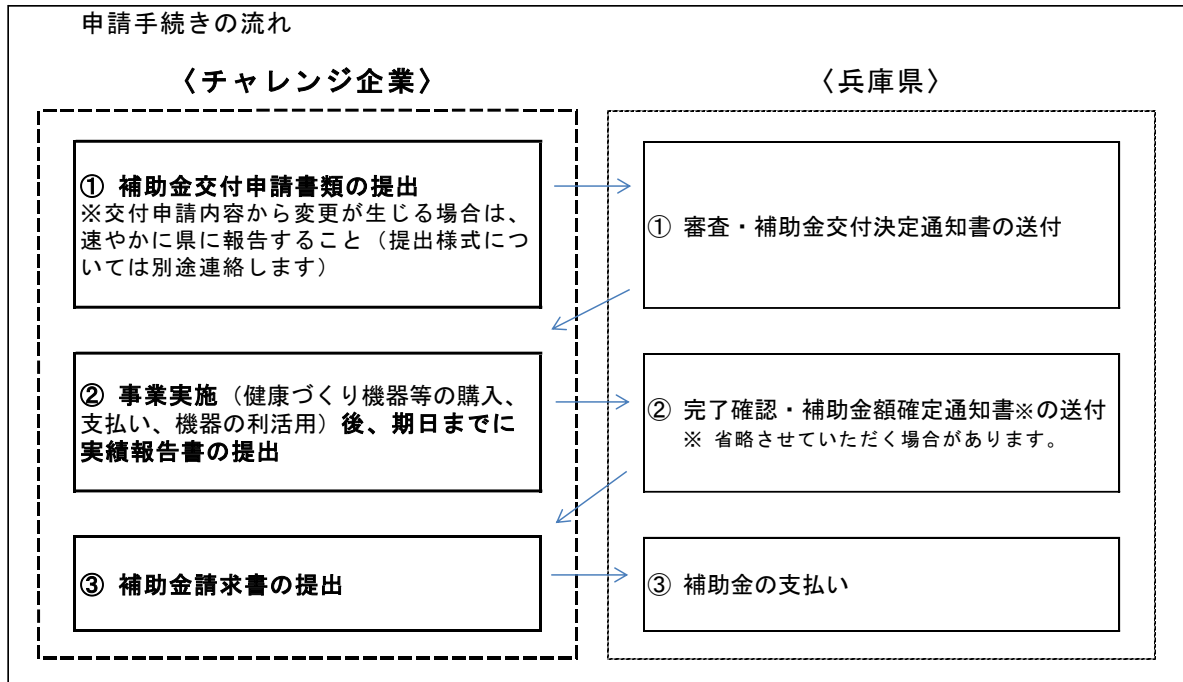 申請手続きの流れ
〈チャレンジ企業〉
〈兵庫県〉
① 補助金交付申請書類の提出
※交付申請内容から変更が生じる場合は、
速やかに県に報告すること（提出様式につ
いては別途連絡します）
① 審査・補助金交付決定通知書の送付
② 事業実施（健康づくり機器等の購入、
支払い、機器の利活用）後、期日までに
実績報告書の提出
② 完了確認・補助金額確定通知書※の送付
※ 省略させていただく場合があります。
③ 補助金請求書の提出
③ 補助金の支払い